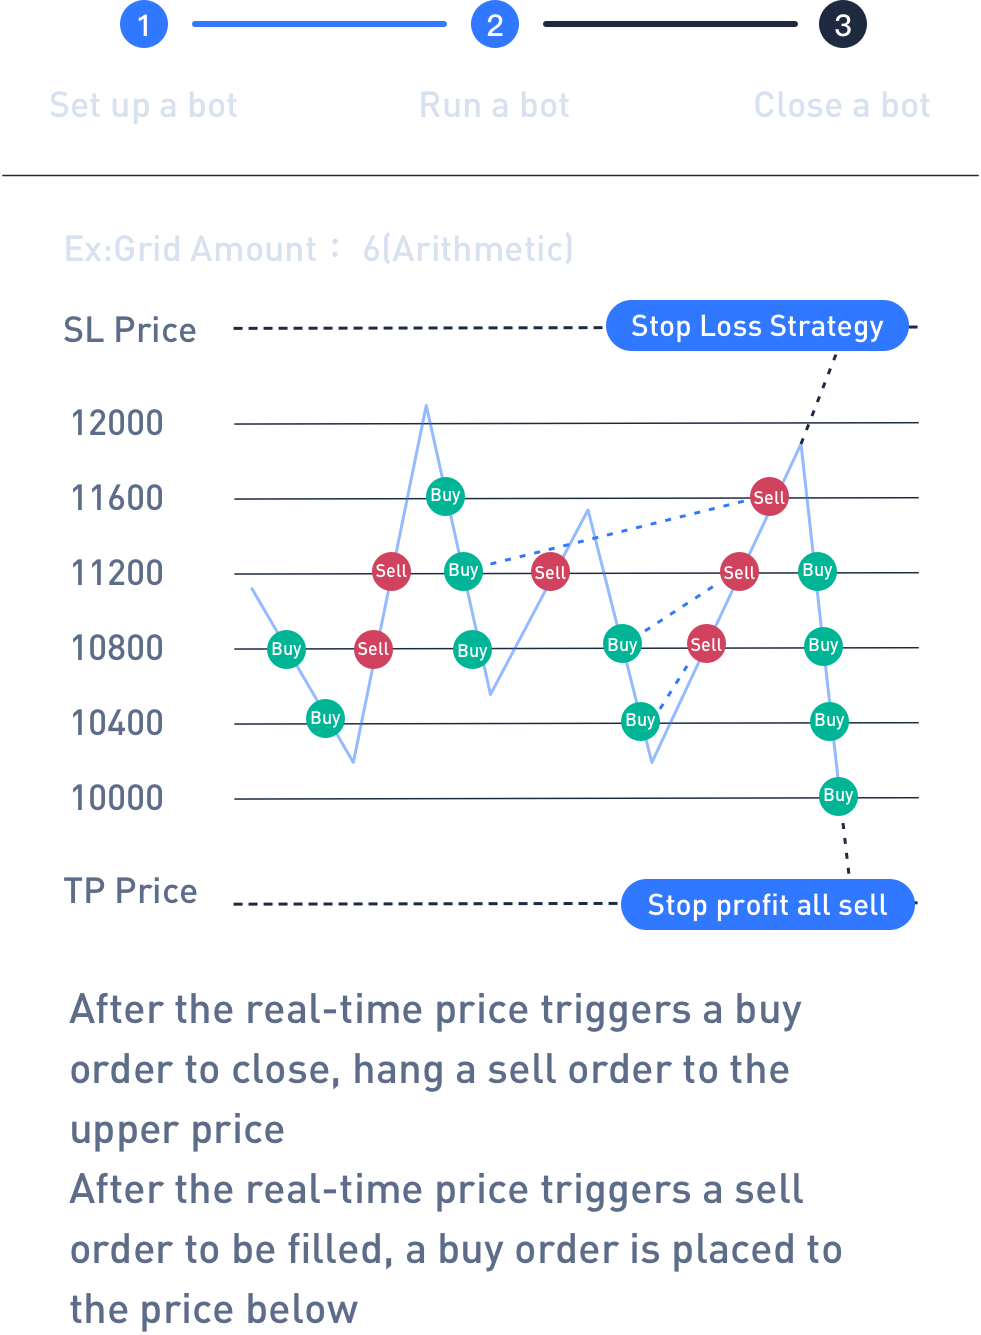 1 2 3
Set up a bot Run a bot Close a bot
Ex:Grid Amount： 6(Arithmetic)
SL Price Stop Loss Strategy
12000
11600 Buy Sell
11200 Sell Buy Sell Sell Buy
10800 Buy Sell Buy Buy Sell Buy
10400 Buy Buy Buy
10000 Buy
TP Price Stop profit all sell
After the real-time price triggers a buy
order to close, hang a sell order to the
upper price
After the real-time price triggers a sell
order to be filled, a buy order is placed to
the price below